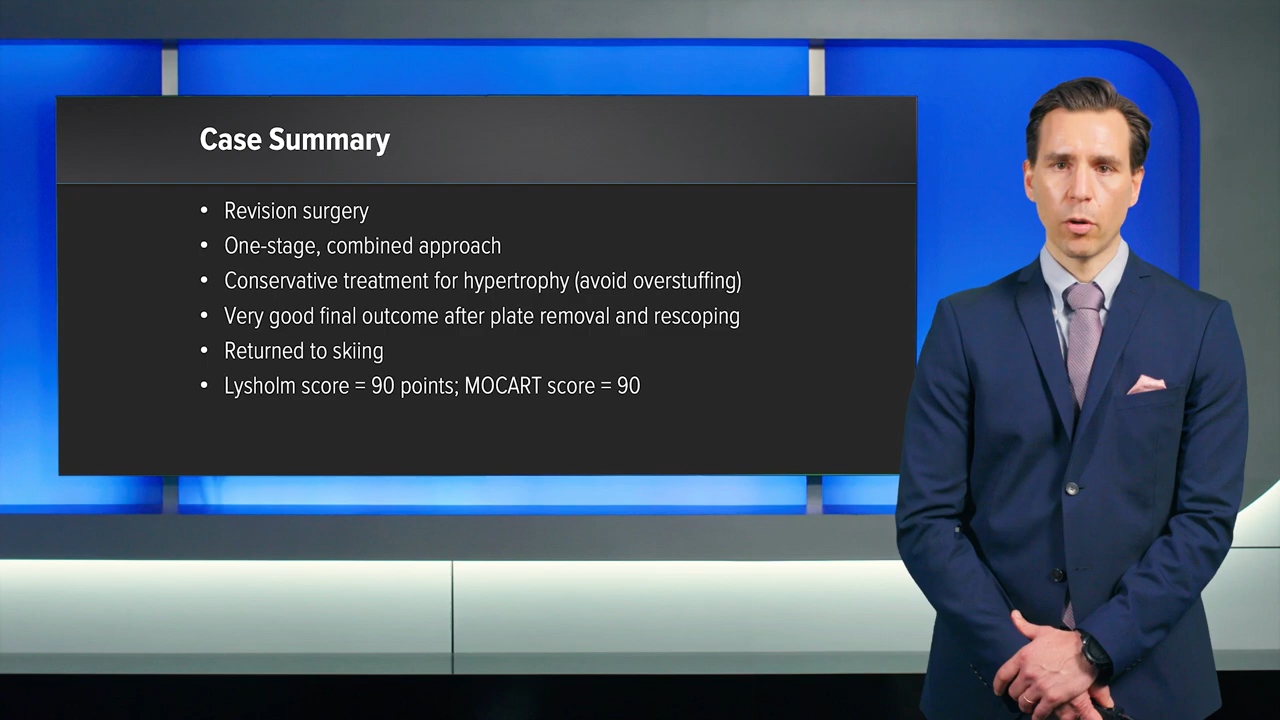 Case Summary
• Revision surgery
• One-stage, combined approach
• Conservative treatment for hypertrophy (avoid overstuffing)
• Very good final outcome after plate removal and rescoping
• Returned to skiing
• Lysholm score = 90 points; MOCART score = 90